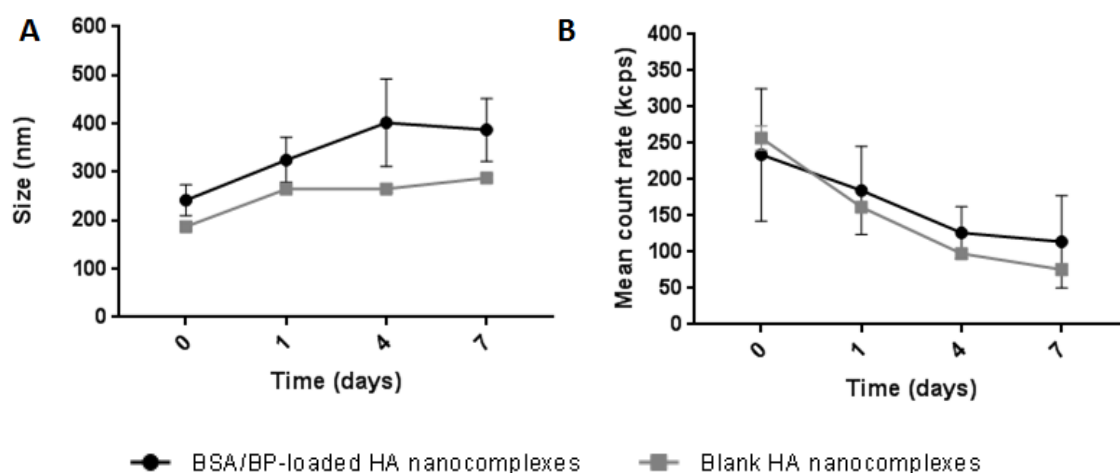 A
Size (nm)
600
500
400
300
200
100
0
0 1 4 7
Time (days)
B
Mean count rate (kcps)
400
350
300
250
200
150
100
50
0
0 1 4 7
Time (days)
BSA/BP-loaded HA nanocomplexes
Blank HA nanocomplexes